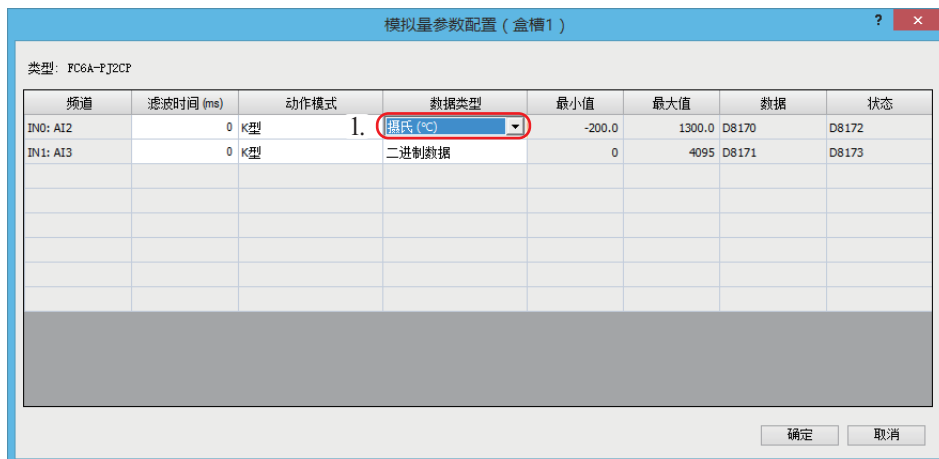 模拟量参数配置（盒槽1）
? ×
类型: FC6A-PJ2CP
频道 滤波时间 (ms) 动作模式 数据类型 最小值 最大值 数据 状态
IN0: AI2 0 K型 1. 摄氏 (℃) -200.0 1300.0 D8170 D8172
IN1: AI3 0 K型 二进制数据 0 4095 D8171 D8173
确定 取消